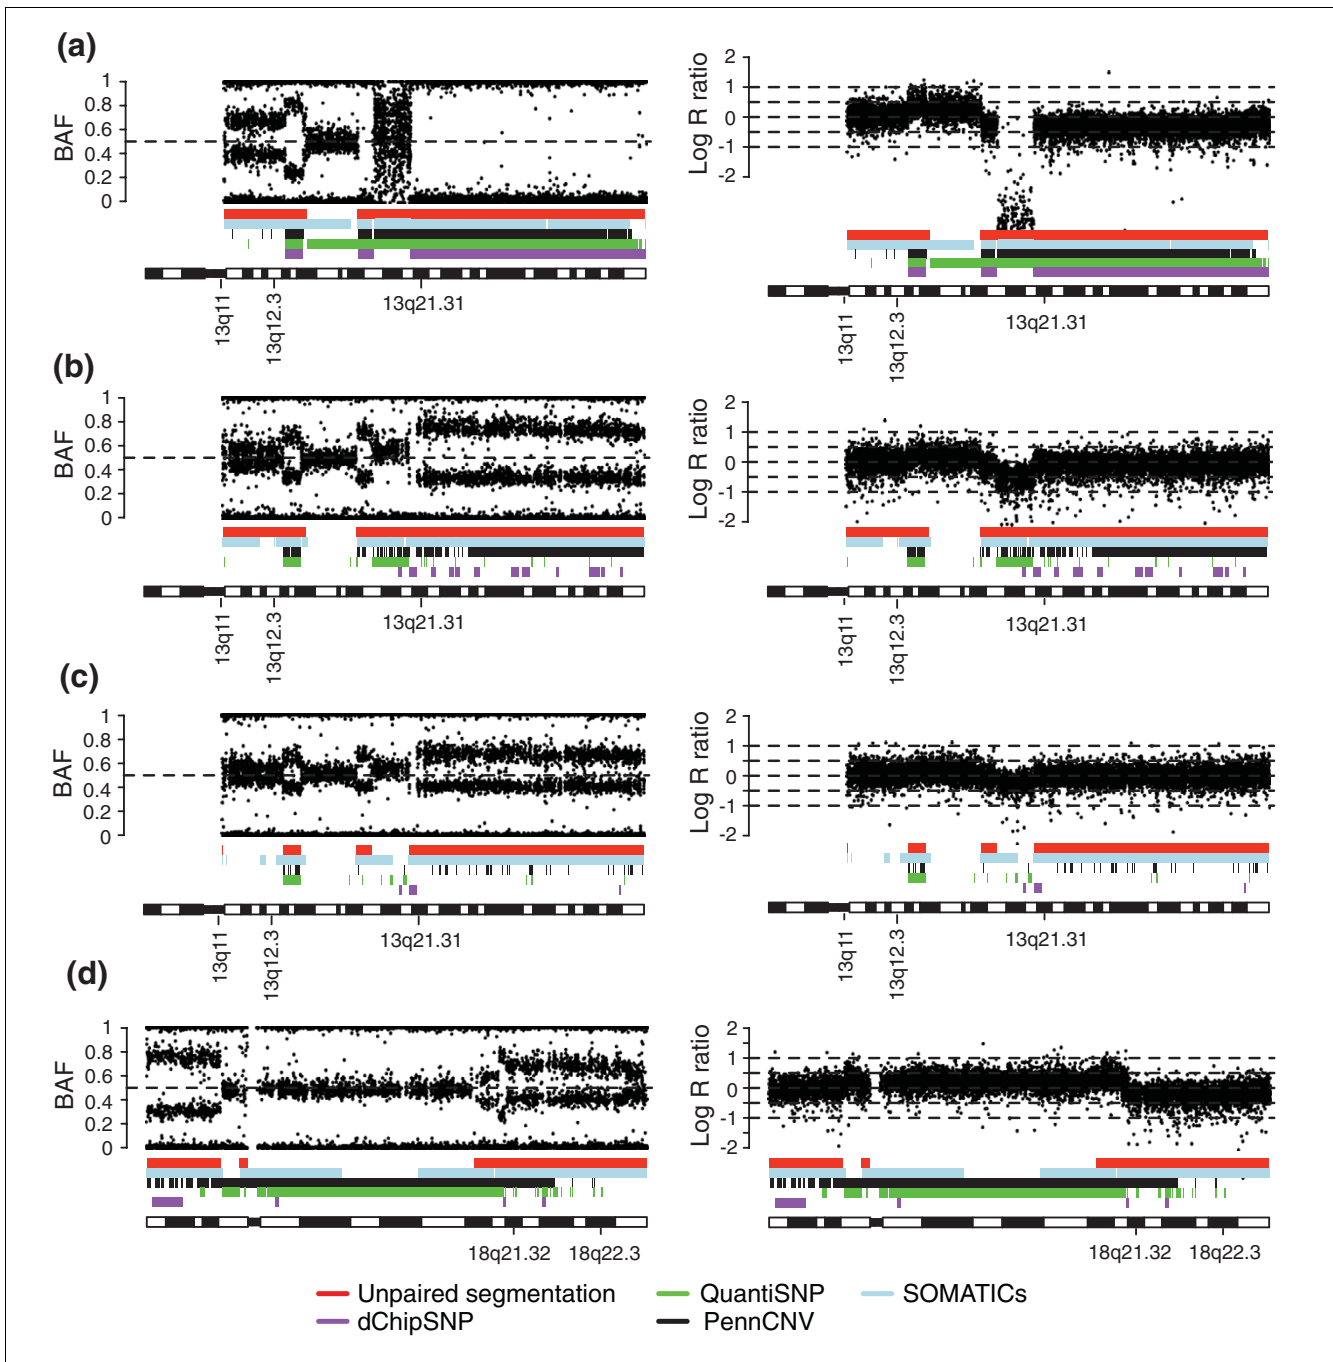 (a)
BAF
1
0.8
0.6
0.4
0.2
0
13q11
13q12.3
13q21.31
Log R ratio
2
1
0
-1
-2
13q11
13q12.3
13q21.31
(b)
BAF
1
0.8
0.6
0.4
0.2
0
13q11
13q12.3
13q21.31
Log R ratio
2
1
0
-1
-2
13q11
13q12.3
13q21.31
(c)
BAF
1
0.8
0.6
0.4
0.2
0
13q11
13q12.3
13q21.31
Log R ratio
2
1
0
-1
-2
13q11
13q12.3
13q21.31
(d)
BAF
1
0.8
0.6
0.4
0.2
0
18q21.32
18q22.3
Log R ratio
2
1
0
-1
-2
18q21.32
18q22.3
Unpaired segmentation
QuantiSNP
SOMATICs
dChipSNP
PennCNV